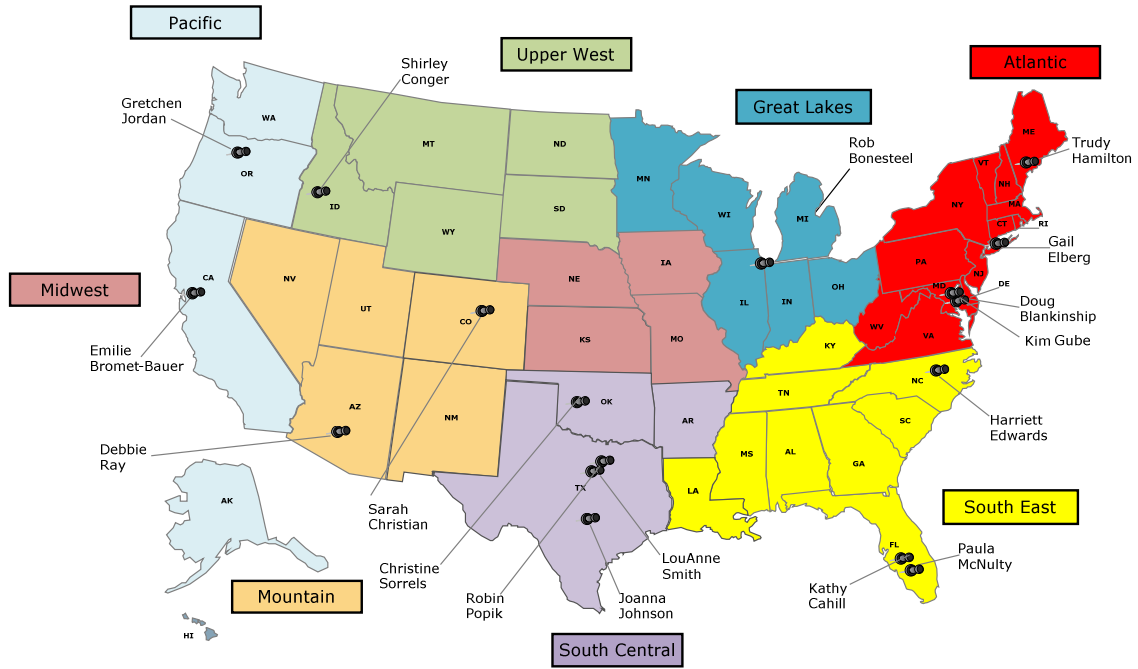 Pacific
Upper West
Atlantic
Great Lakes
Shirley
Conger
Gretchen
Jordan
Rob
Bonesteel
Trudy
Hamilton
WA
MT
ND
ME
OR
ID
SD
WY
MN
WI
MI
VT
NH
NY
MA
CT
RI
Gail
Elberg
CA
NV
UT
CO
NE
IA
KS
MO
IL
IN
OH
PA
NJ
MD
DE
WV
VA
Doug
Blankinship
Kim Gube
Midwest
Emilie
Bromet-Bauer
KY
TN
NC
SC
AZ
NM
OK
AR
MS
AL
GA
LA
TX
FL
Harriett
Edwards
Debbie
Ray
AK
HI
Sarah
Christian
South East
Christine
Sorrels
Robin
Popik
Joanna
Johnson
LouAnne
Smith
Kathy
Cahill
Paula
McNulty
Mountain
South Central